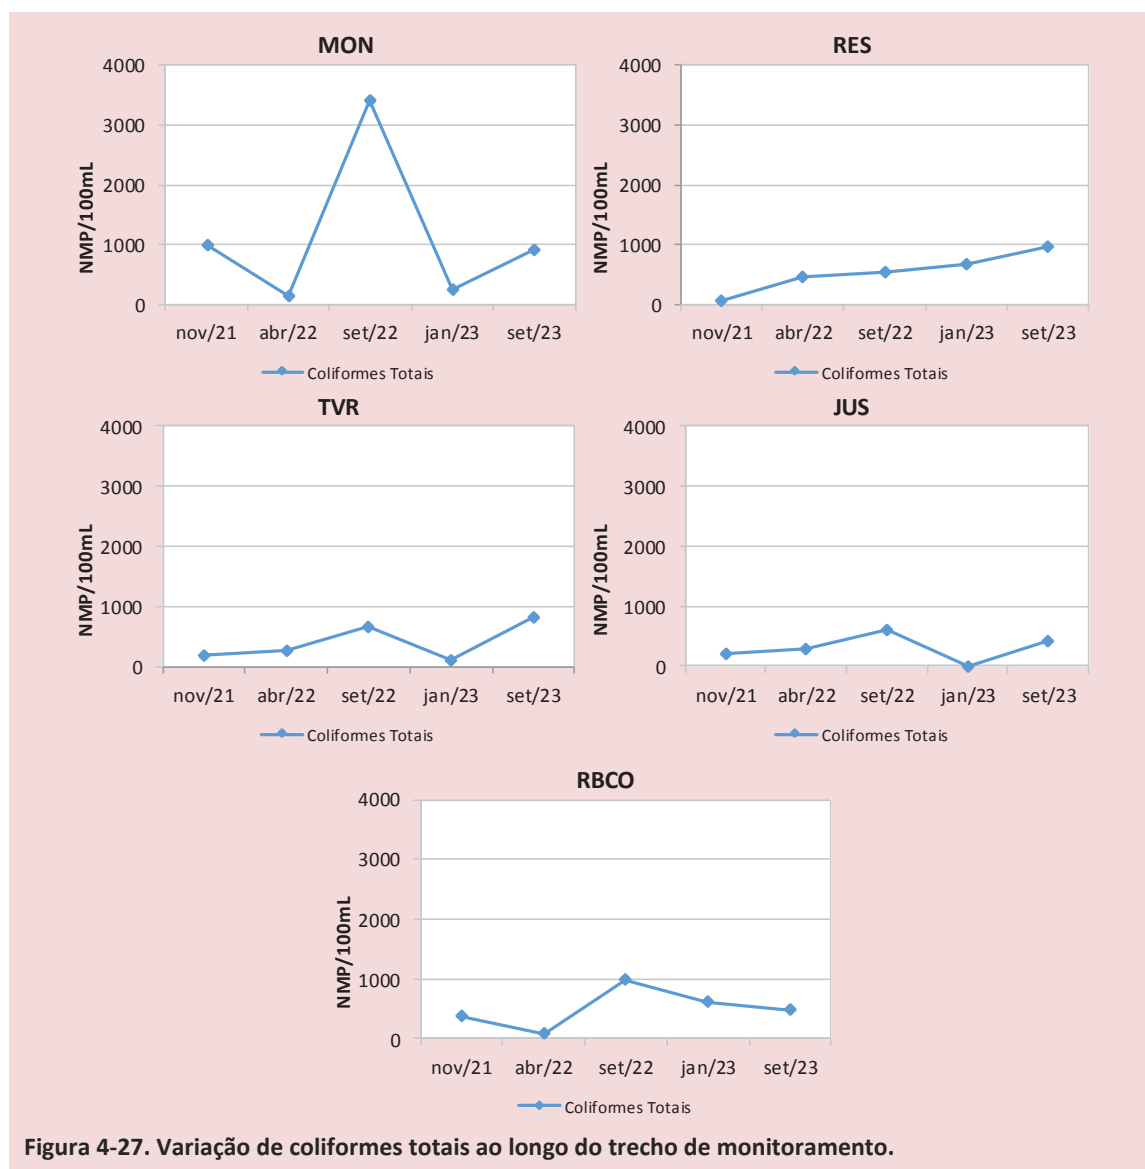 MON
4000
3000
2000
1000
0
NMP/100mL
nov/21 abr/22 set/22 jan/23 set/23
Coliformes Totais
RES
4000
3000
2000
1000
0
NMP/100mL
nov/21 abr/22 set/22 jan/23 set/23
Coliformes Totais
TVR
4000
3000
2000
1000
0
NMP/100mL
nov/21 abr/22 set/22 jan/23 set/23
Coliformes Totais
JUS
4000
3000
2000
1000
0
NMP/100mL
nov/21 abr/22 set/22 jan/23 set/23
Coliformes Totais
RBCO
4000
3000
2000
1000
0
NMP/100mL
nov/21 abr/22 set/22 jan/23 set/23
Coliformes Totais
Figura 4-27. Variação de coliformes totais ao longo do trecho de monitoramento.